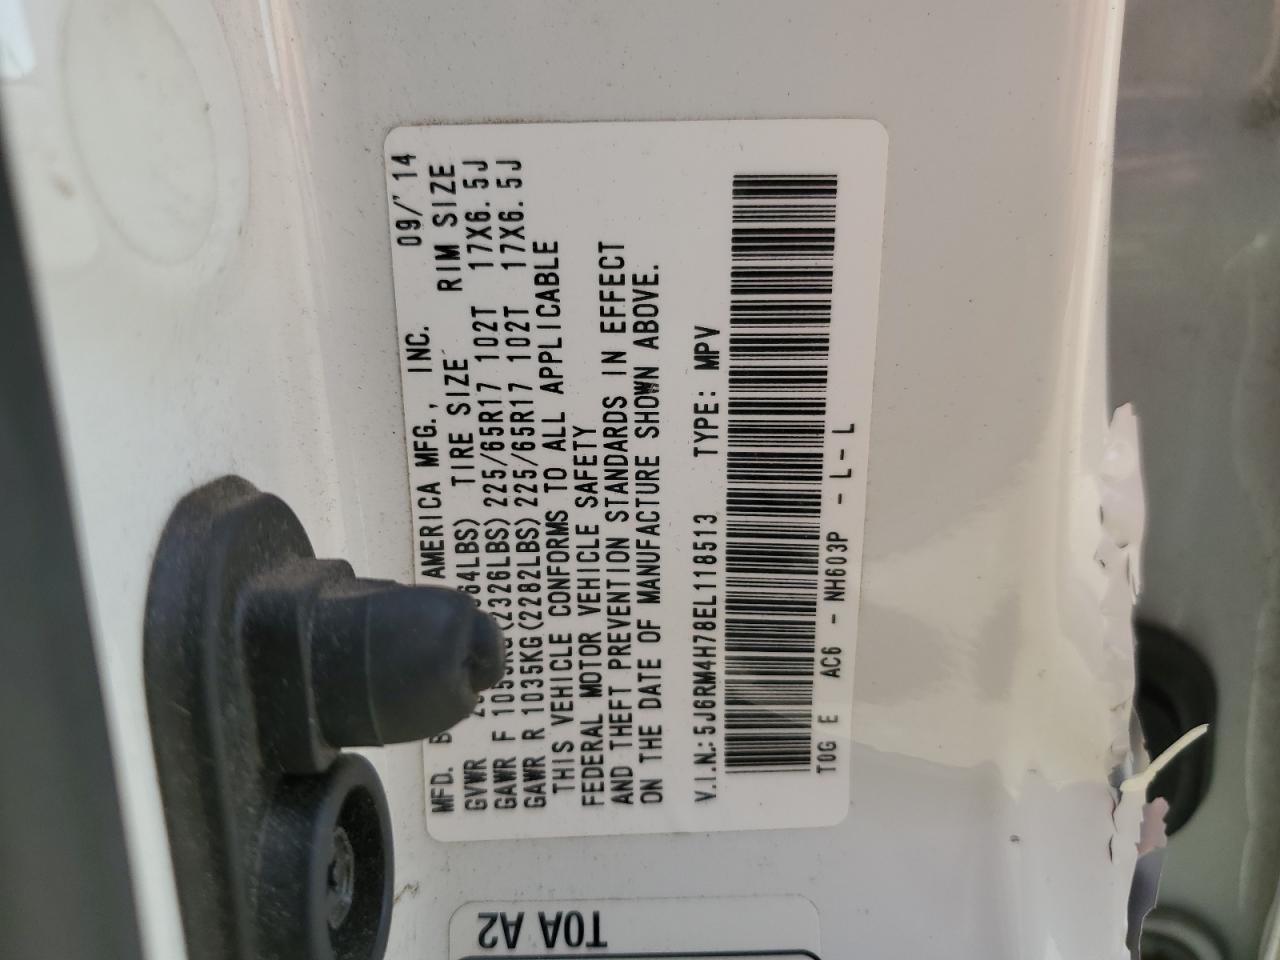 MFD. B AMERICA MFG., INC. 09/'14
GVWR TIRE SIZE RIM SIZE
GAWR F (2326LBS) 225/65R17 102T 17X6.5J
GAWR R 1035KG (2282LBS) 225/65R17 102T 17X6.5J
THIS VEHICLE CONFORMS TO ALL APPLICABLE
FEDERAL MOTOR VEHICLE SAFETY
AND THEFT PREVENTION STANDARDS IN EFFECT
ON THE DATE OF MANUFACTURE SHOWN ABOVE.
V.I.N.: 5J6RM4H78EL118513 TYPE: MPV
T0G E AC6 - NH603P - L - L
T0A A2